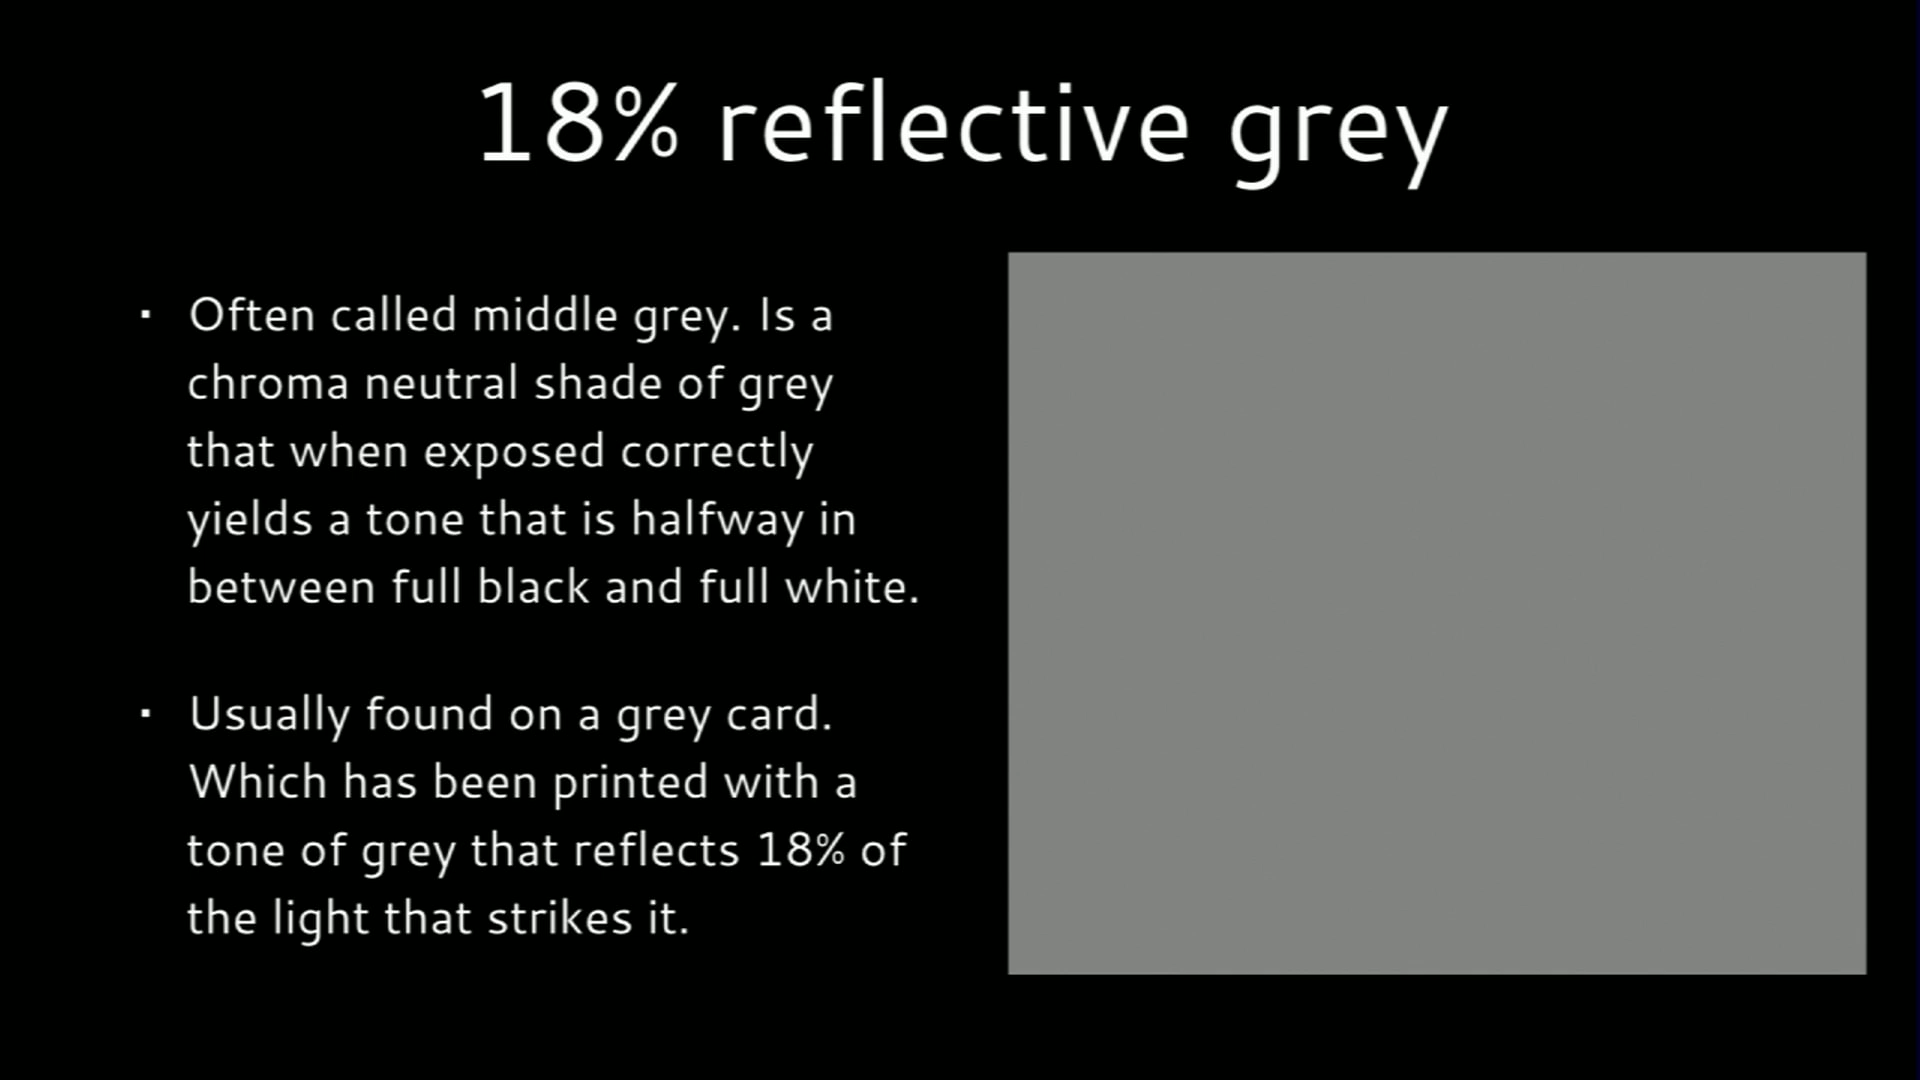 18% reflective grey
▪ Often called middle grey. Is a
chroma neutral shade of grey
that when exposed correctly
yields a tone that is halfway in
between full black and full white.
▪ Usually found on a grey card.
Which has been printed with a
tone of grey that reflects 18% of
the light that strikes it.